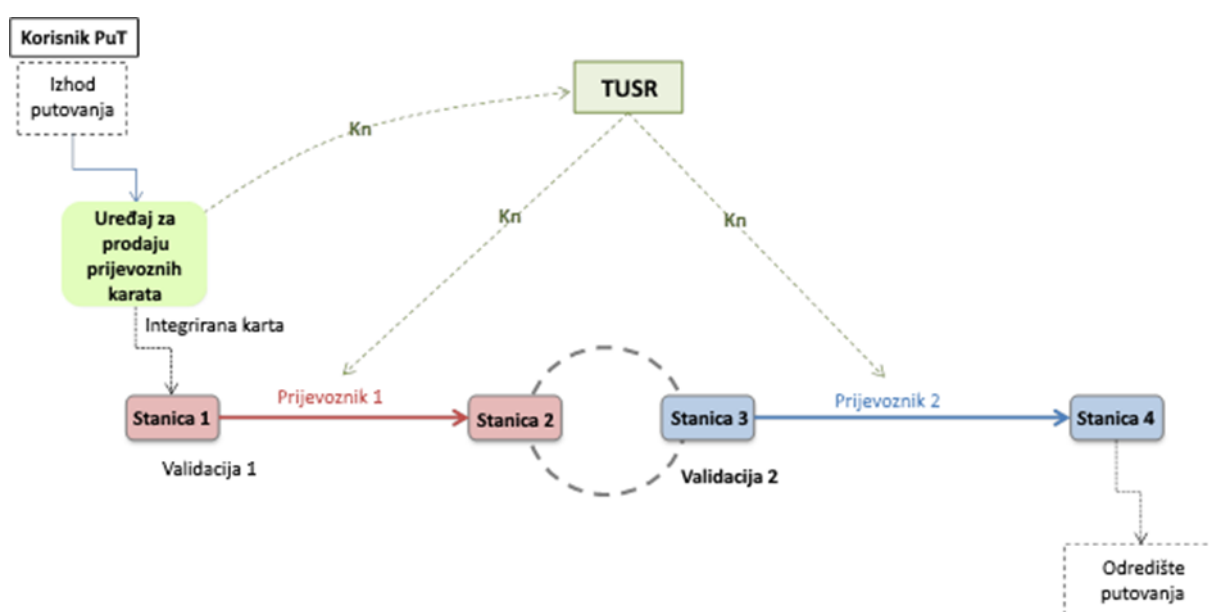 Korisnik PuT
Izhod
putovanja
TUSR
Kn
Uređaj za
prodaju
prijevoznih
karata
Kn
Kn
Integrirana karta
Prijevoznik 1
Prijevoznik 2
Stanica 1
Stanica 2
Stanica 3
Stanica 4
Validacija 1
Validacija 2
Odredište
putovanja